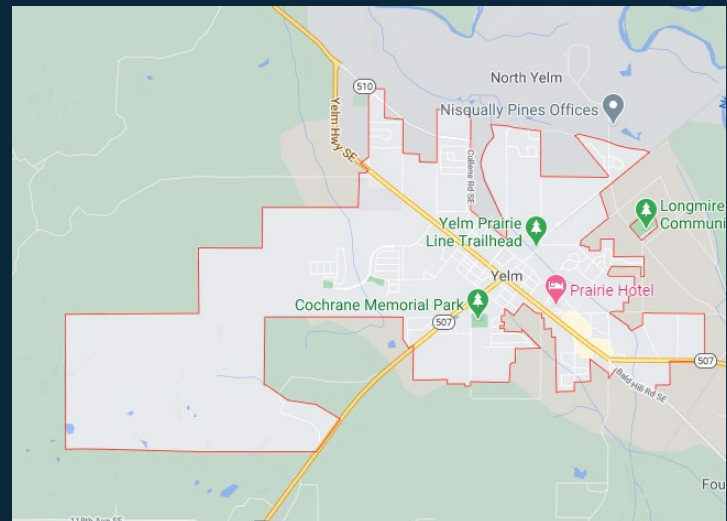 North Yelm
510
Nisqually Pines Offices
Yelm Hwy SE
Cullens Rd SE
Longmire
Communi
Yelm Prairie
Line Trailhead
Yelm
Prairie Hotel
Cochrane Memorial Park
507
507
Bald Hill Rd SE
Fou